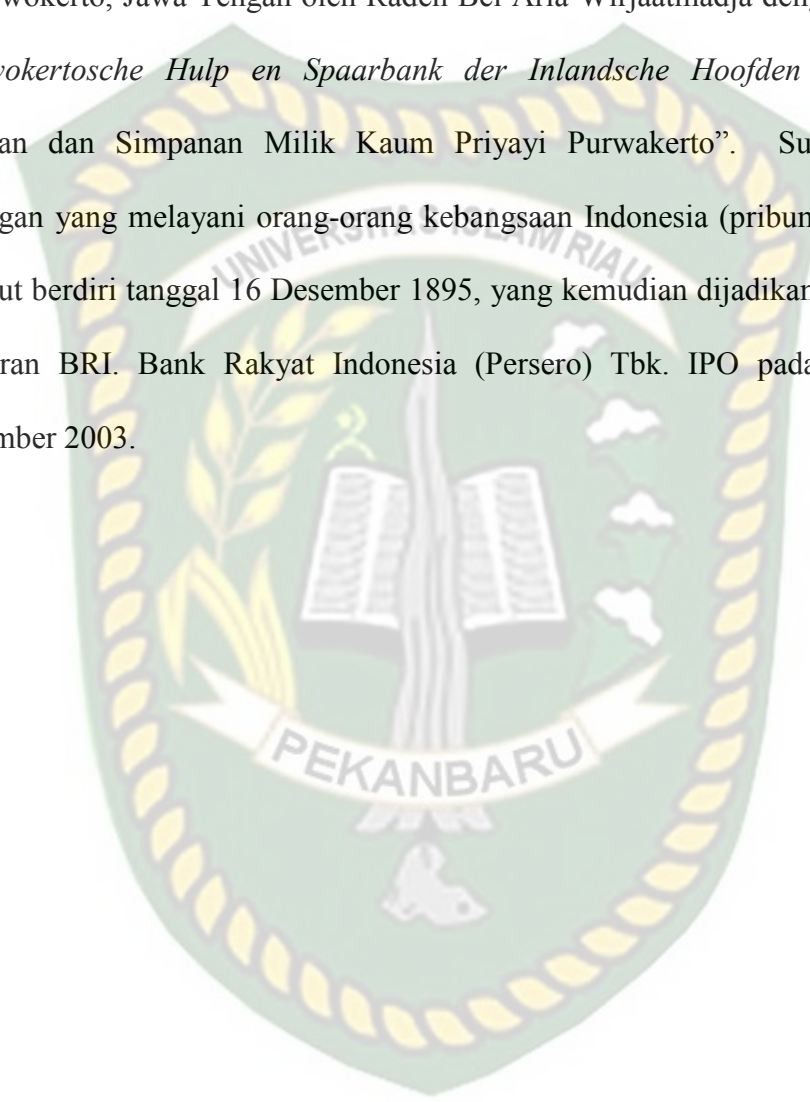 wokerto, Jawa Tengah oleh Raden Bei Aria Wirjaatmadja den
vokertosche Hulp en Spaarbank der Inlandsche Hoofden
an dan Simpanan Milik Kaum Priyayi Purwakerto”. Su
gan yang melayani orang-orang kebangsaan Indonesia (pribun
UNIVERSITAS ISLAM RIAU
ut berdiri tanggal 16 Desember 1895, yang kemudian dijadikan
ran BRI. Bank Rakyat Indonesia (Persero) Tbk. IPO pada
mber 2003.
PEKANBARU